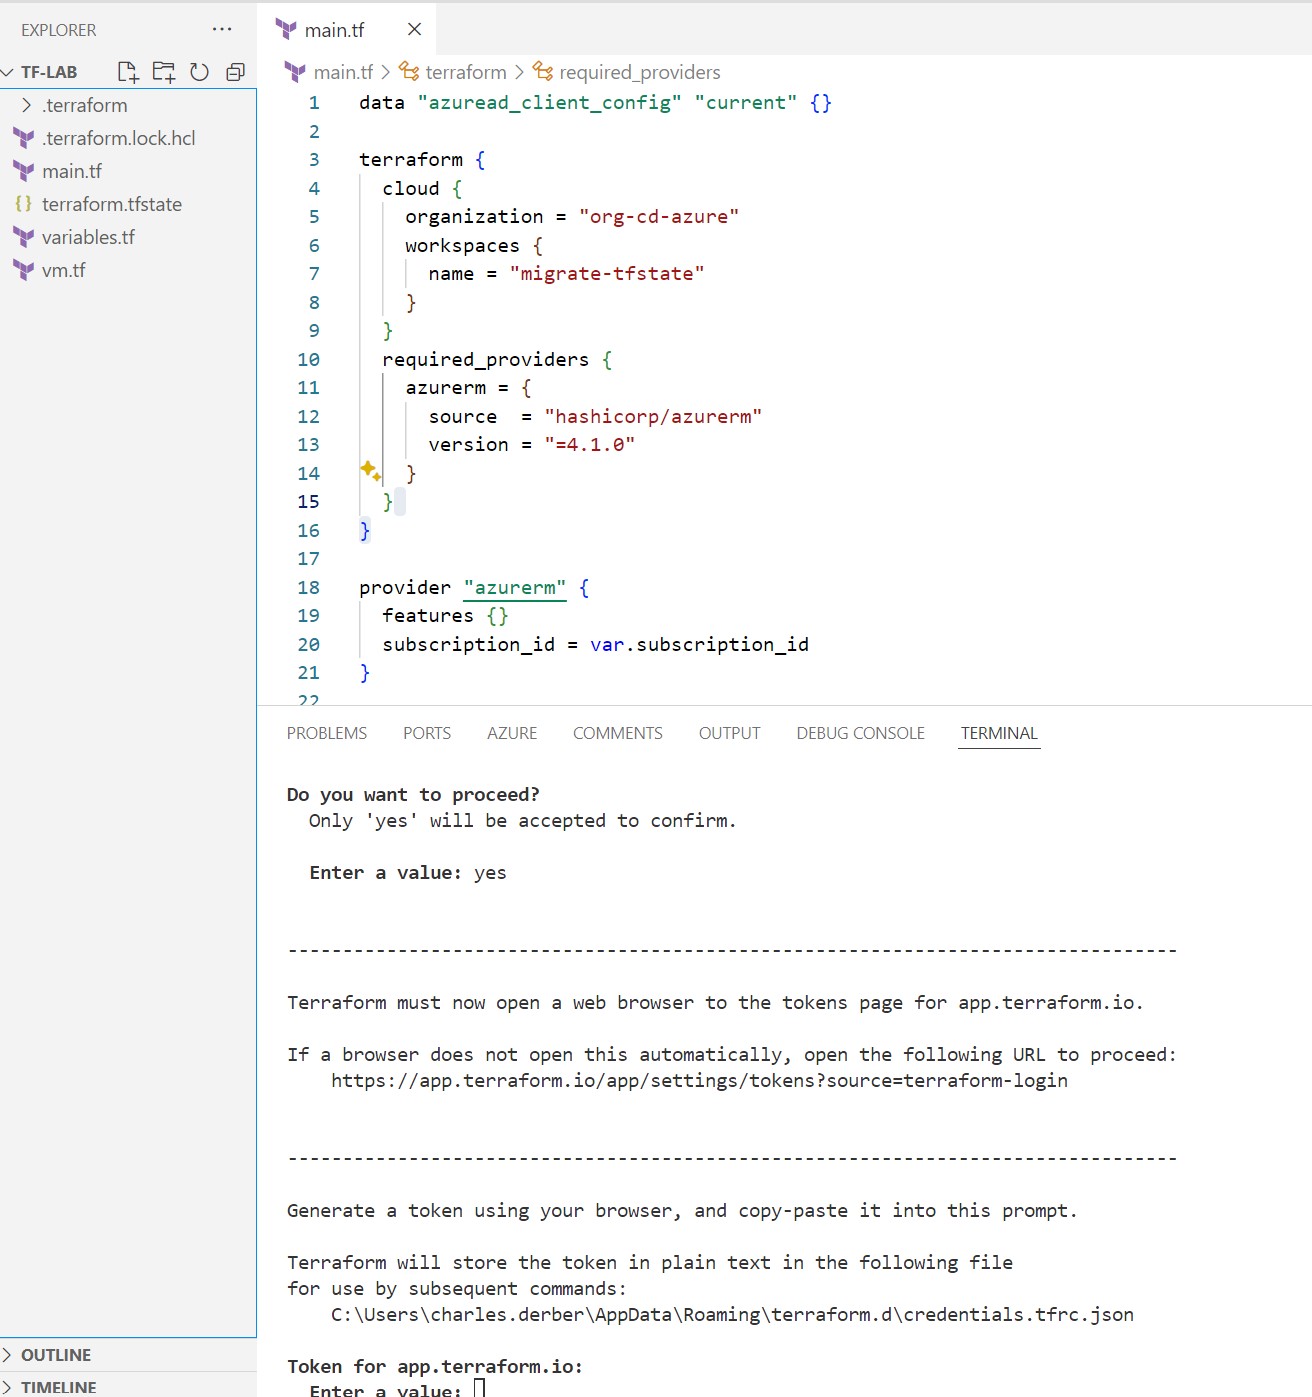 EXPLORER
TF-LAB
.terraform
.terraform.lock.hcl
main.tf
{} terraform.tfstate
variables.tf
vm.tf
OUTLINE
TIMELINE
main.tf
main.tf > terraform > required_providers
1 data "azuread_client_config" "current" {}
2
3 terraform {
4   cloud {
5     organization = "org-cd-azure"
6     workspaces {
7       name = "migrate-tfstate"
8     }
9   }
10   required_providers {
11     azurerm = {
12       source  = "hashicorp/azurerm"
13       version = "=4.1.0"
14     }
15   }
16 }
17
18 provider "azurerm" {
19   features {}
20   subscription_id = var.subscription_id
21 }
22
PROBLEMS PORTS AZURE COMMENTS OUTPUT DEBUG CONSOLE TERMINAL
Do you want to proceed?
  Only 'yes' will be accepted to confirm.
  Enter a value: yes
---------------------------------------------------------------------------------
Terraform must now open a web browser to the tokens page for app.terraform.io.
If a browser does not open this automatically, open the following URL to proceed:
    https://app.terraform.io/app/settings/tokens?source=terraform-login
---------------------------------------------------------------------------------
Generate a token using your browser, and copy-paste it into this prompt.
Terraform will store the token in plain text in the following file
for use by subsequent commands:
    C:\Users\charles.derber\AppData\Roaming\terraform.d\credentials.tfrc.json
Token for app.terraform.io:
  Enter a value: